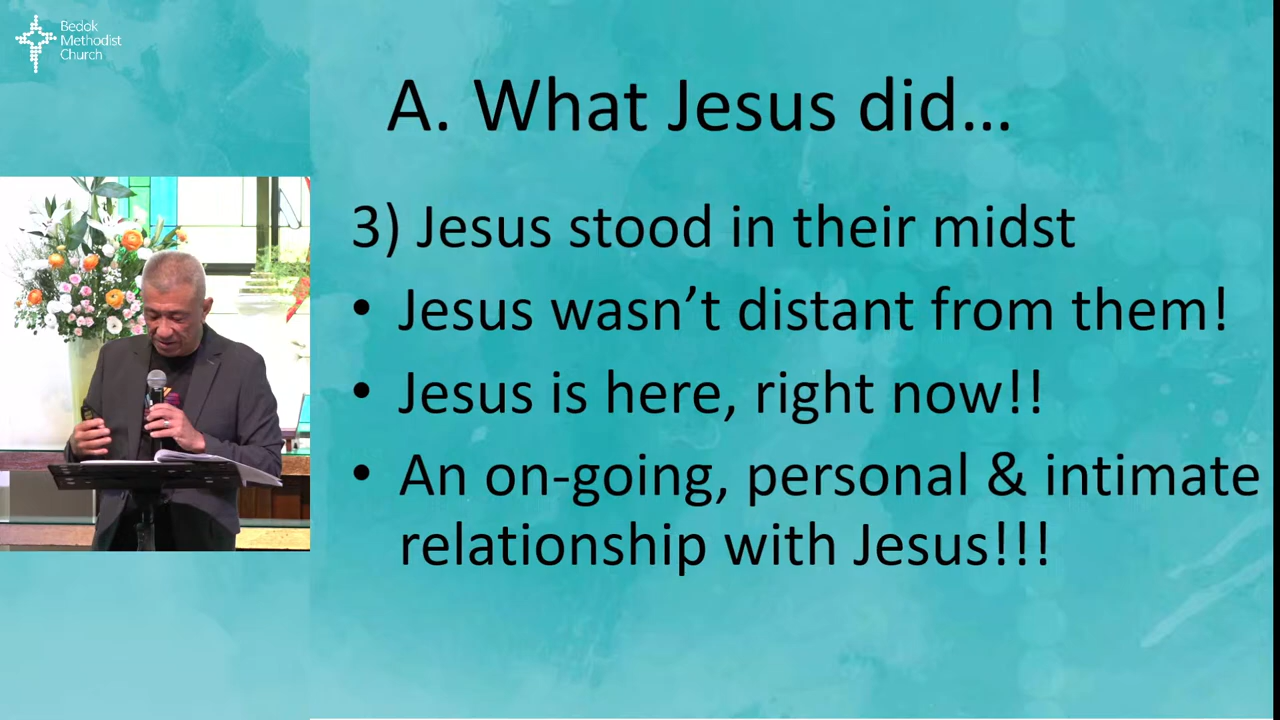 Bedok
Methodist
Church
A. What Jesus did…
3) Jesus stood in their midst
• Jesus wasn’t distant from them!
• Jesus is here, right now!!
• An on-going, personal & intimate
relationship with Jesus!!!